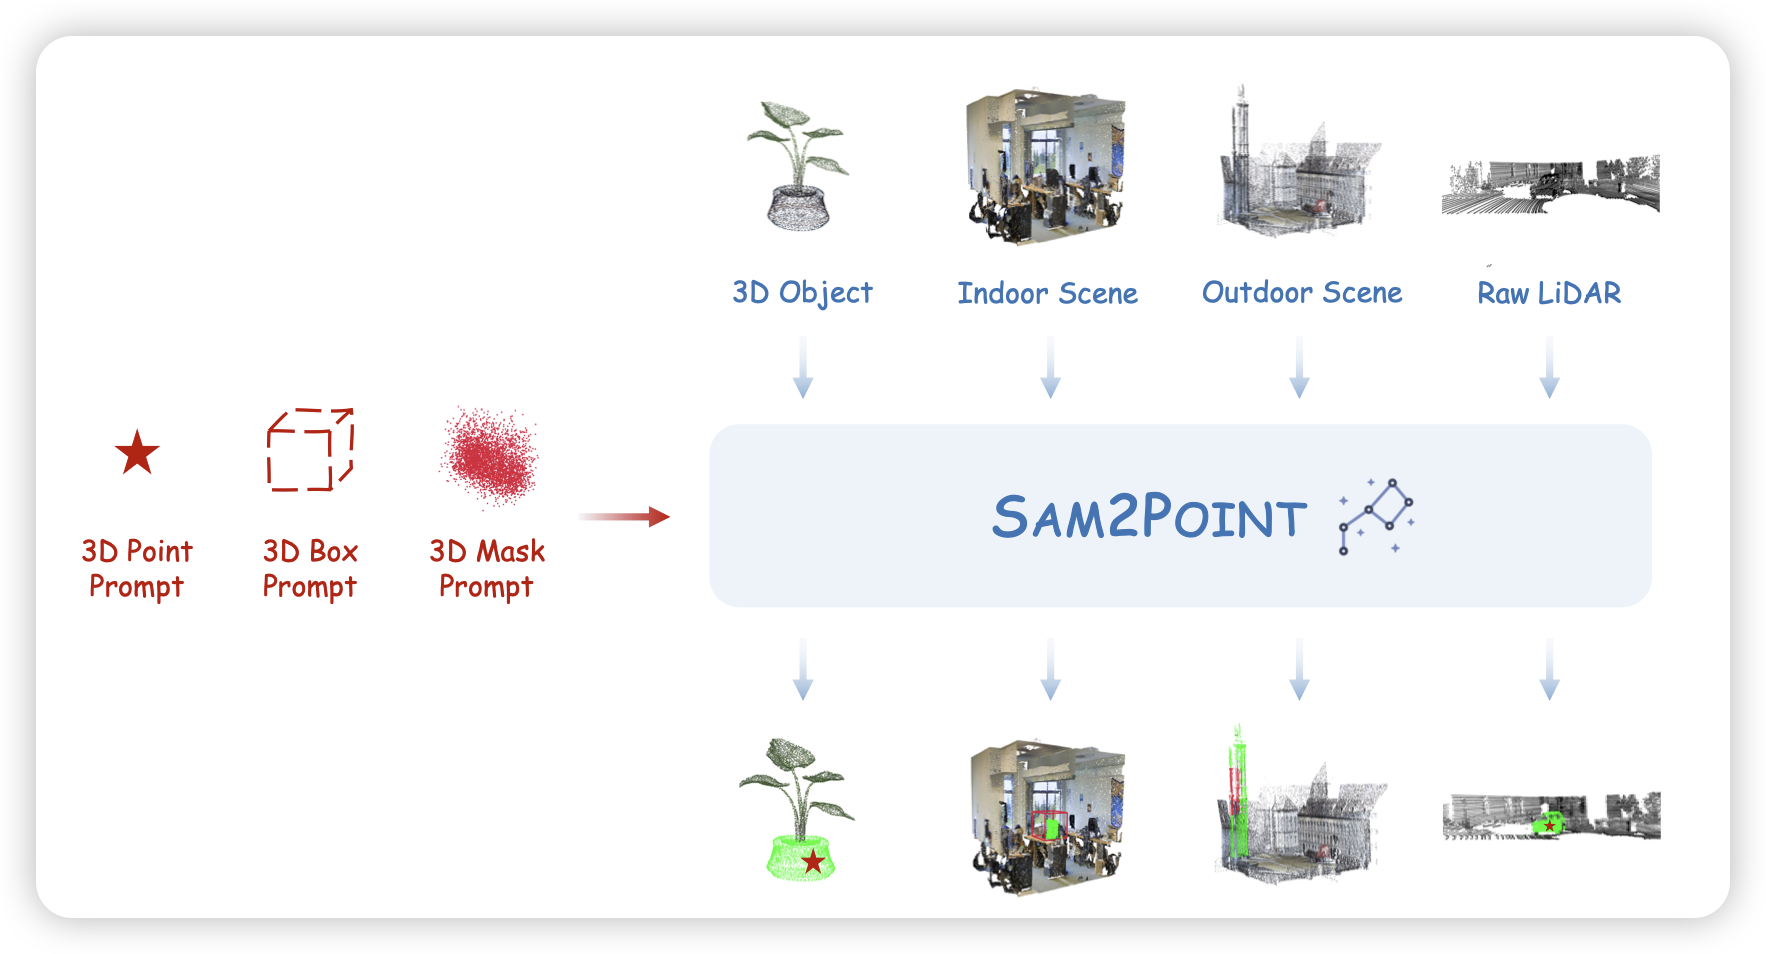 3D Object
Indoor Scene
Outdoor Scene
Raw LiDAR
3D Point
Prompt
3D Box
Prompt
3D Mask
Prompt
SAM2POINT